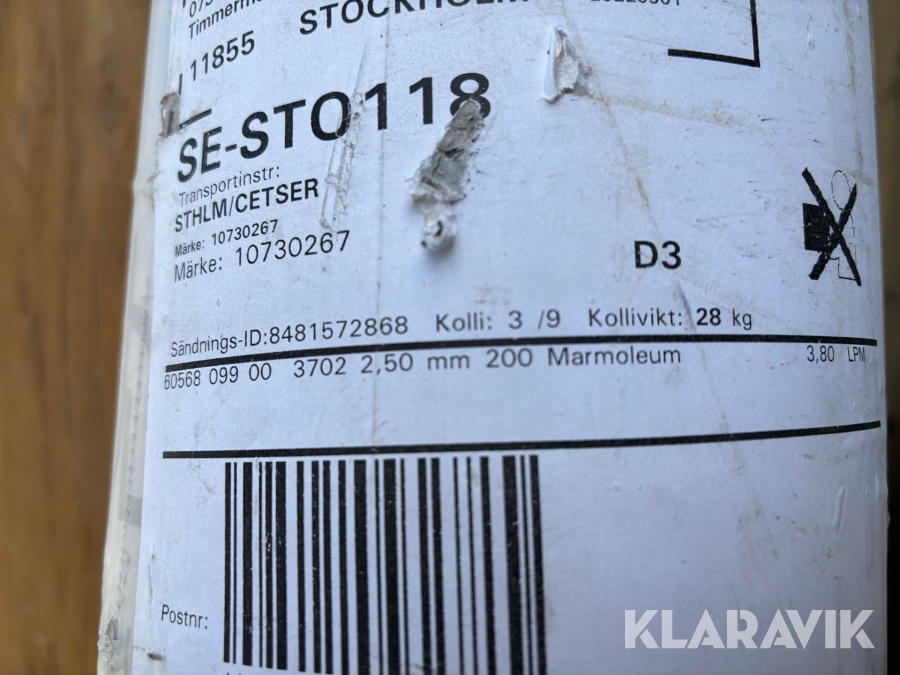 STOCKHOLM
11855
SE-STO118
Transportinstr:
STHLM/CETSER
Märke: 10730267
Märke: 10730267
D3
Sändnings-ID:8481572868 Kolli: 3 /9 Kollivikt: 28 kg
60568 099 00 3702 2,50 mm 200 Marmoleum 3,80 LPM
Postnr:
KLARAVIK